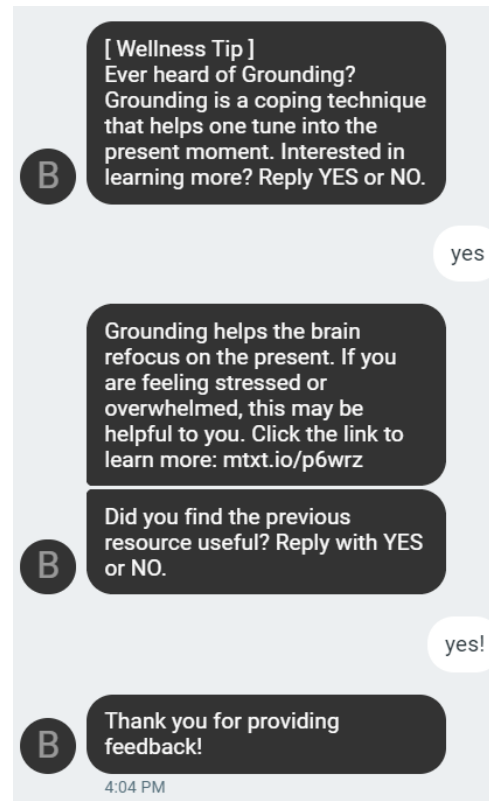 [ Wellness Tip ]
Ever heard of Grounding?
Grounding is a coping technique
that helps one tune into the
present moment. Interested in
learning more? Reply YES or NO.
B
yes
Grounding helps the brain
refocus on the present. If you
are feeling stressed or
overwhelmed, this may be
helpful to you. Click the link to
learn more: mtxt.io/p6wrz
Did you find the previous
resource useful? Reply with YES
or NO.
B
yes!
Thank you for providing
feedback!
B
4:04 PM